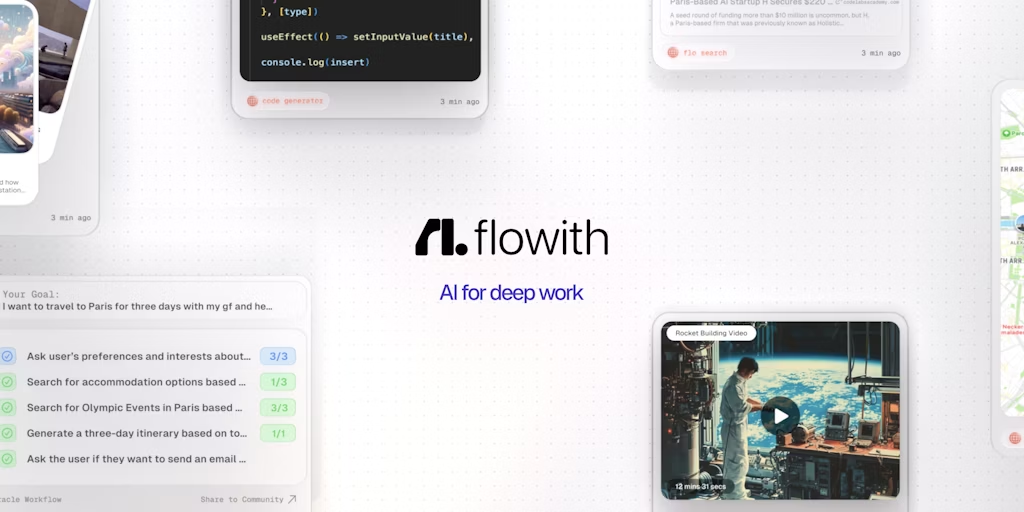 }, [type])
useEffect(() => setInputValue(title),
console.log(insert)
code generator
3 min ago
Paris-Based AI Startup H Secures $220 ...
codelabsacademy.com
A seed round of funding more than $10 million is uncommon, but H,
a Paris-based firm that was previously known as Holistic...
flo search
3 min ago
d how
station...
3 min ago
flowith
AI for deep work
Your Goal:
I want to travel to Paris for three days with my gf and he...
Ask user's preferences and interests about... 3/3
Search for accommodation options based ... 1/3
Search for Olympic Events in Paris based ... 3/3
Generate a three-day itinerary based on to... 1/1
Ask the user if they want to send an email ...
racle Workflow
Share to Community
Rocket Building Video
12 mins 31 secs
TH ARR
TH ARR
Necker
malades